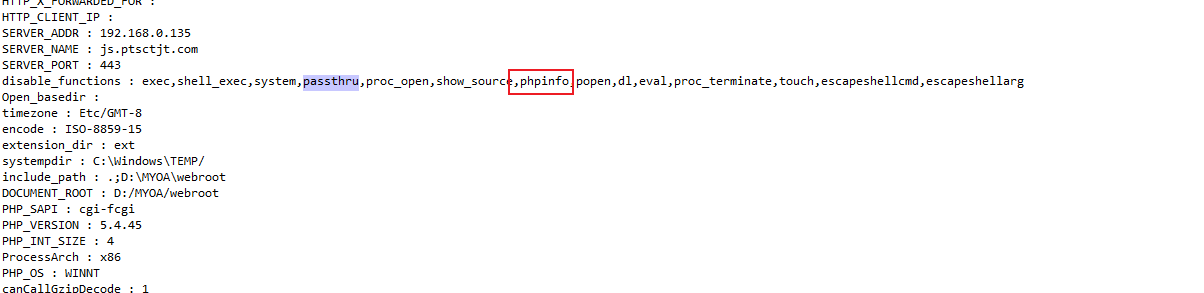 HTTP_X_FORWARDED_FOR :
HTTP_CLIENT_IP :
SERVER_ADDR : 192.168.0.135
SERVER_NAME : js.ptsctjt.com
SERVER_PORT : 443
disable_functions : exec,shell_exec,system,passthru,proc_open,show_source,phpinfo,popen,dl,eval,proc_terminate,touch,escapeshellcmd,escapeshellarg
Open_basedir :
timezone : Etc/GMT-8
encode : ISO-8859-15
extension_dir : ext
systempdir : C:\Windows\TEMP/
include_path : .;D:\MYOA\webroot
DOCUMENT_ROOT : D:/MYOA/webroot
PHP_SAPI : cgi-fcgi
PHP_VERSION : 5.4.45
PHP_INT_SIZE : 4
ProcessArch : x86
PHP_OS : WINNT
canCallGzipDecode : 1